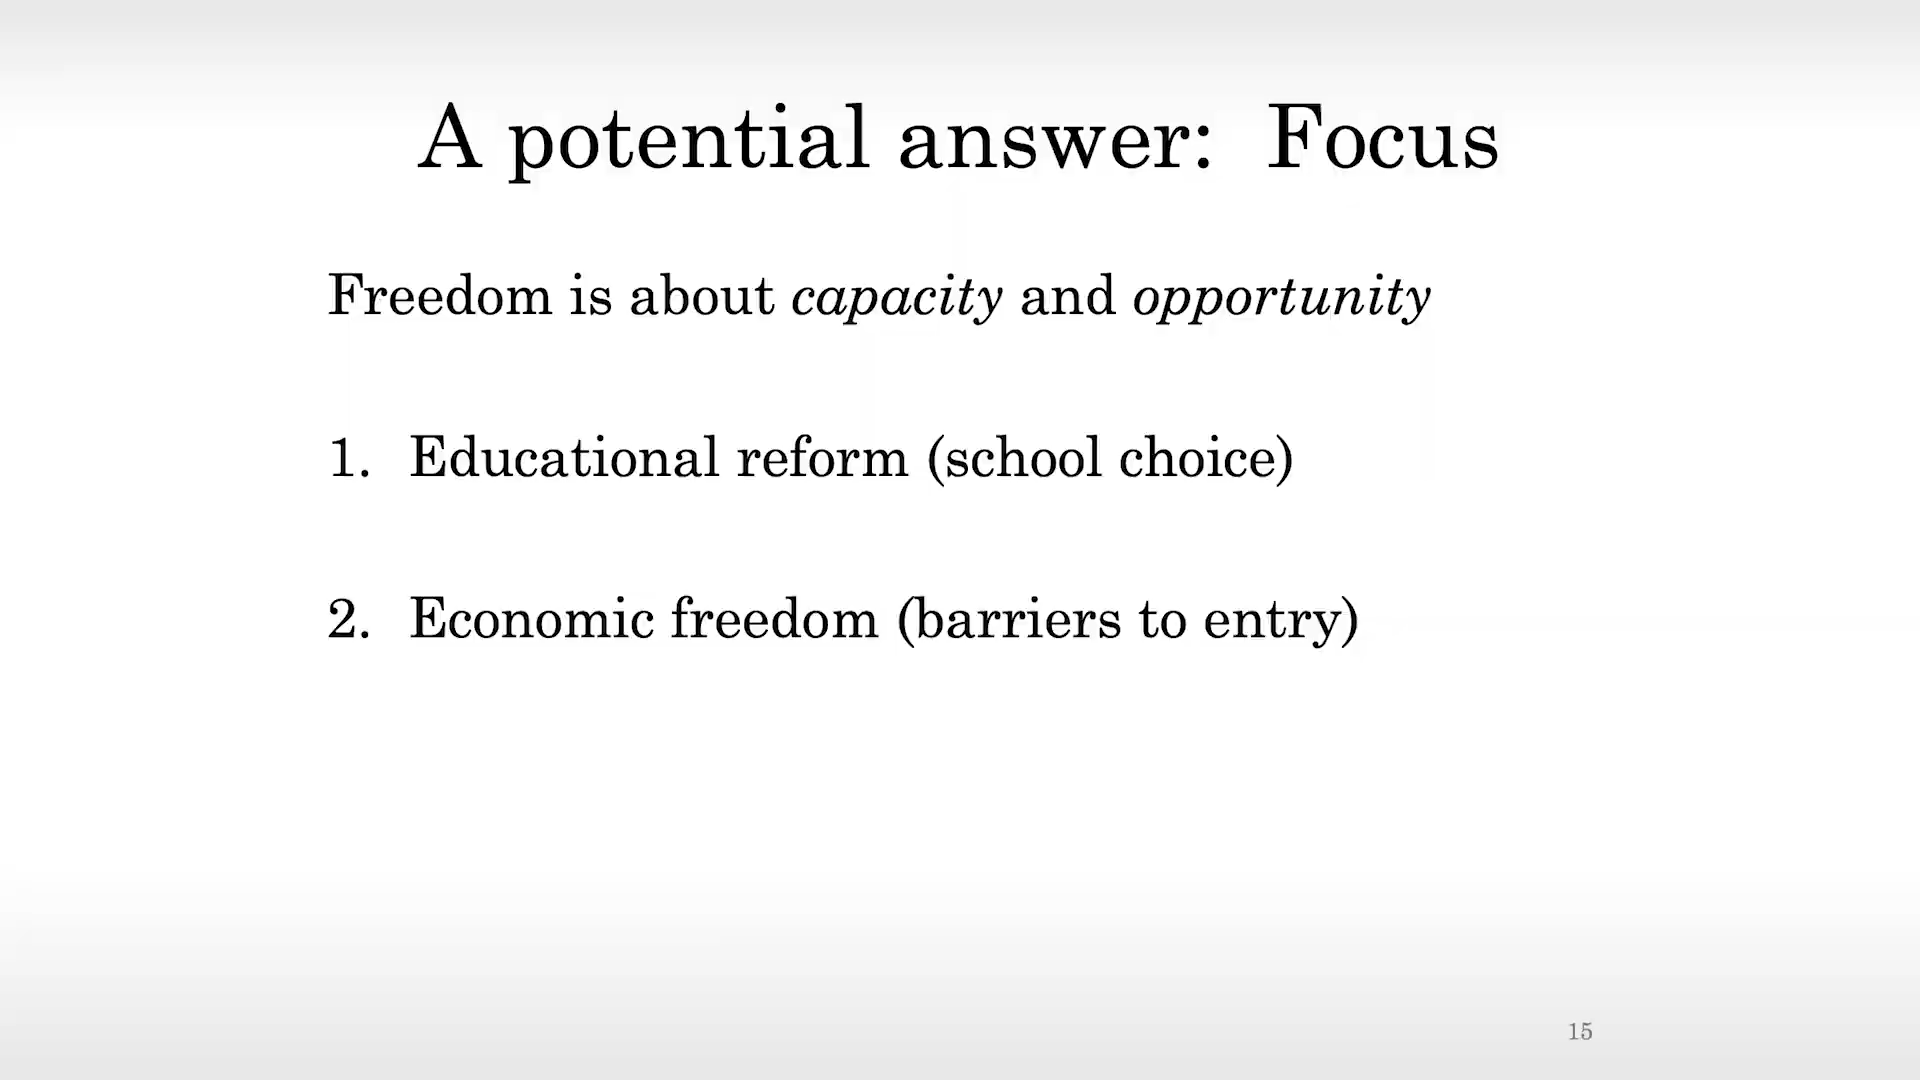 A potential answer:  Focus
Freedom is about capacity and opportunity
1. Educational reform (school choice)
2. Economic freedom (barriers to entry)
15